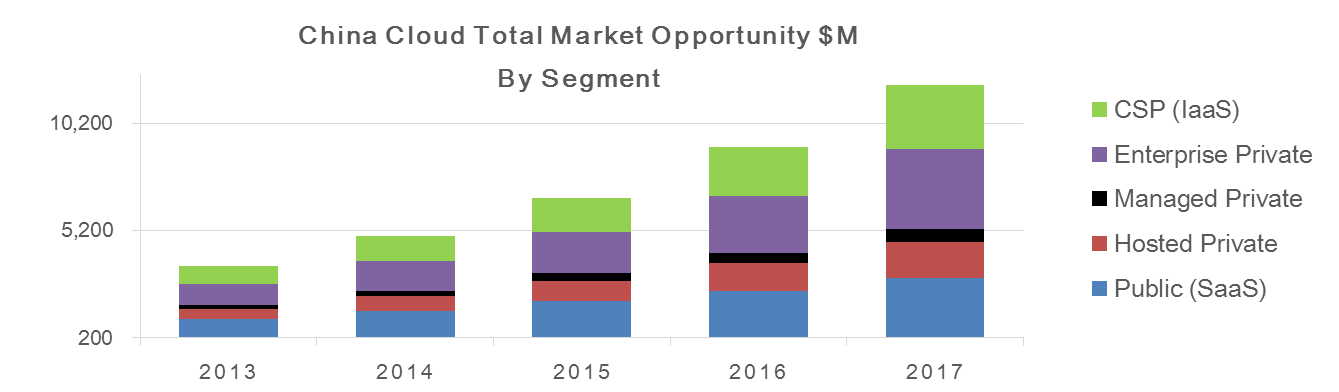 China Cloud Total Market Opportunity $M
By Segment
10,200
5,200
200
2013 2014 2015 2016 2017
CSP (IaaS)
Enterprise Private
Managed Private
Hosted Private
Public (SaaS)